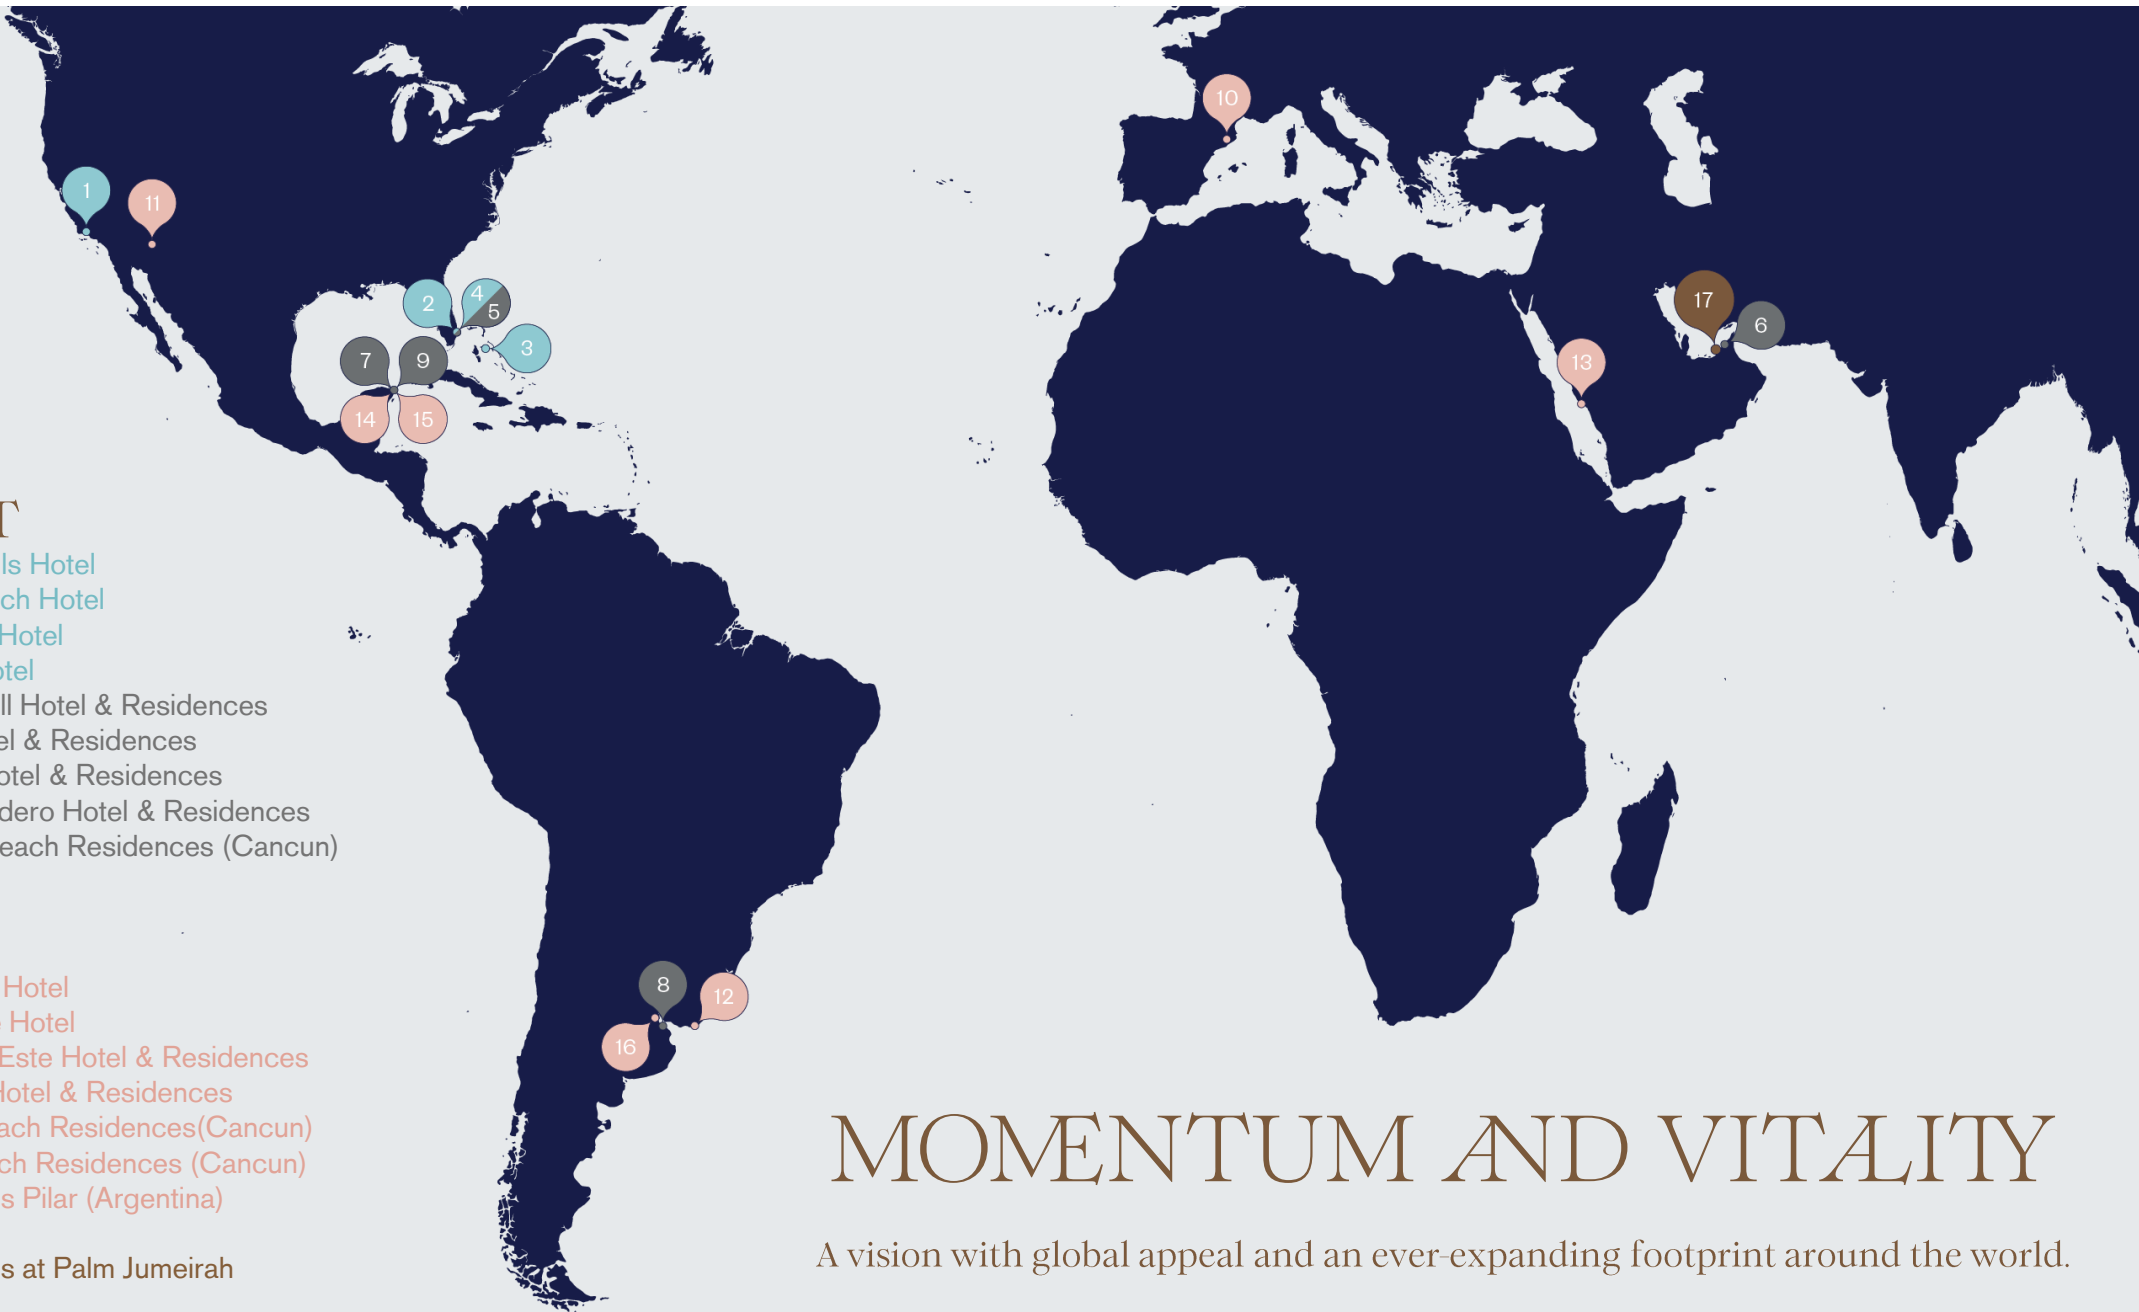 1
11
10
2
4
5
3
7
9
14
15
17
6
13
T
ls Hotel
ch Hotel
Hotel
otel
ll Hotel & Residences
el & Residences
otel & Residences
dero Hotel & Residences
each Residences (Cancun)
Hotel
e Hotel
Este Hotel & Residences
Hotel & Residences
ach Residences(Cancun)
ch Residences (Cancun)
s Pilar (Argentina)
s at Palm Jumeirah
8
12
16
MOMENTUM AND VITALITY
A vision with global appeal and an ever-expanding footprint around the world.